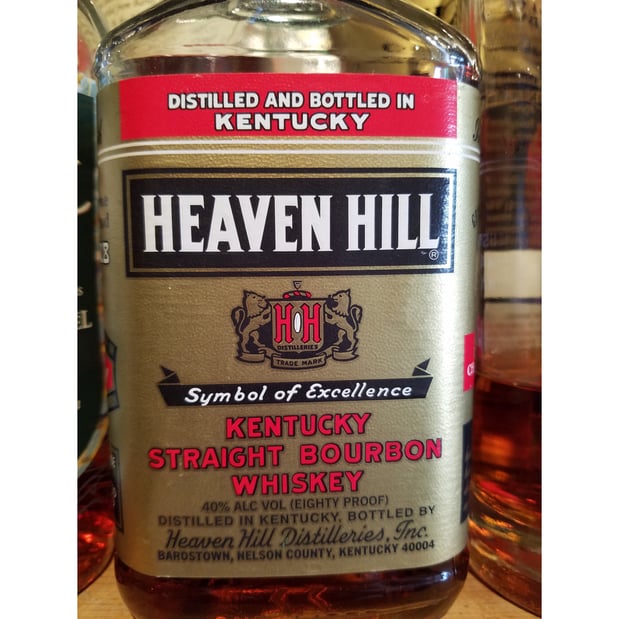 DISTILLED AND BOTTLED IN
KENTUCKY
HEAVEN HILL®
H H
DISTILLERIES
TRADE MARK
Symbol of Excellence
KENTUCKY
STRAIGHT BOURBON
WHISKEY
40% ALC VOL (EIGHTY PROOF)
DISTILLED IN KENTUCKY, BOTTLED BY
Heaven Hill Distilleries, Inc.
BARDSTOWN, NELSON COUNTY, KENTUCKY 40004